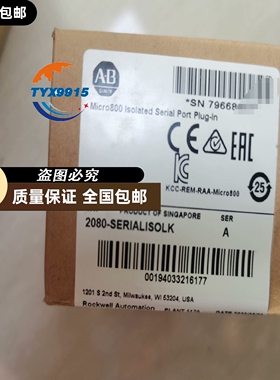 包邮
TYX9915
A-B
*SN 79668
Micro800 Isolated Serial Port Plug-in
CE
EAC
KCC-REM-RAA-Micro800
25
盗图必究
质量保证 全国包邮
PRODUCT OF SINGAPORE
SER
2080-SERIALISOLK
A
00194033216177
1201 S 2nd St, Milwaukee, WI 53204, USA
Rockwell Automation